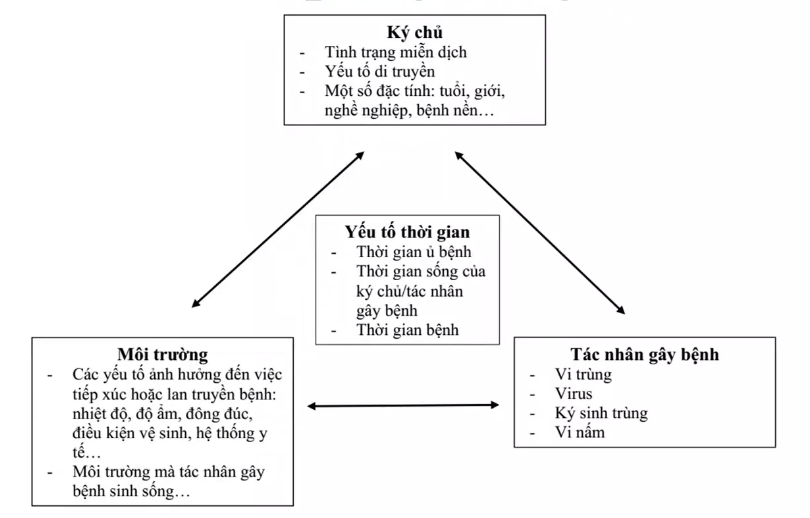 Ký chủ
- Tình trạng miễn dịch
- Yếu tố di truyền
- Một số đặc tính: tuổi, giới,
nghề nghiệp, bệnh nền…
Yếu tố thời gian
- Thời gian ủ bệnh
- Thời gian sống của
ký chủ/tác nhân
gây bệnh
- Thời gian bệnh
Môi trường
- Các yếu tố ảnh hưởng đến việc
tiếp xúc hoặc lan truyền bệnh:
nhiệt độ, độ ẩm, đông đúc,
điều kiện vệ sinh, hệ thống y
tế…
- Môi trường mà tác nhân gây
bệnh sinh sống…
Tác nhân gây bệnh
- Vi trùng
- Virus
- Ký sinh trùng
- Vi nấm